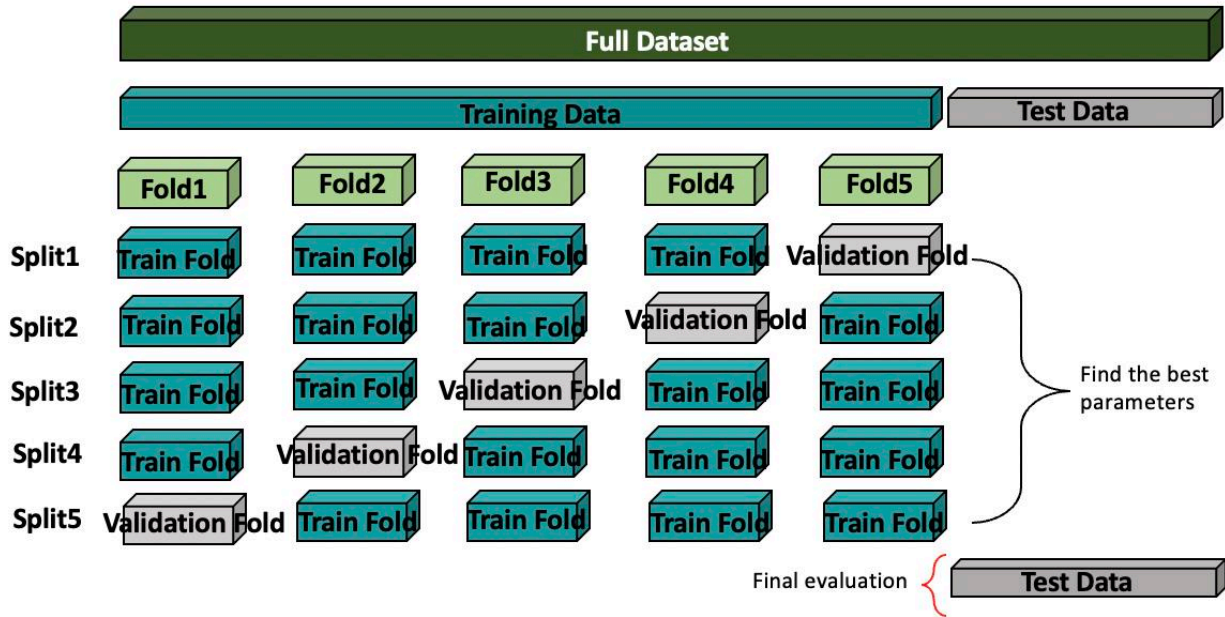 Full Dataset
Training Data
Test Data
Fold1
Fold2
Fold3
Fold4
Fold5
Split1
Train Fold
Train Fold
Train Fold
Train Fold
Validation Fold
Split2
Train Fold
Train Fold
Train Fold
Validation Fold
Train Fold
Split3
Train Fold
Train Fold
Validation Fold
Train Fold
Train Fold
Find the best
parameters
Split4
Train Fold
Validation Fold
Train Fold
Train Fold
Train Fold
Split5
Validation Fold
Train Fold
Train Fold
Train Fold
Train Fold
Final evaluation
Test Data